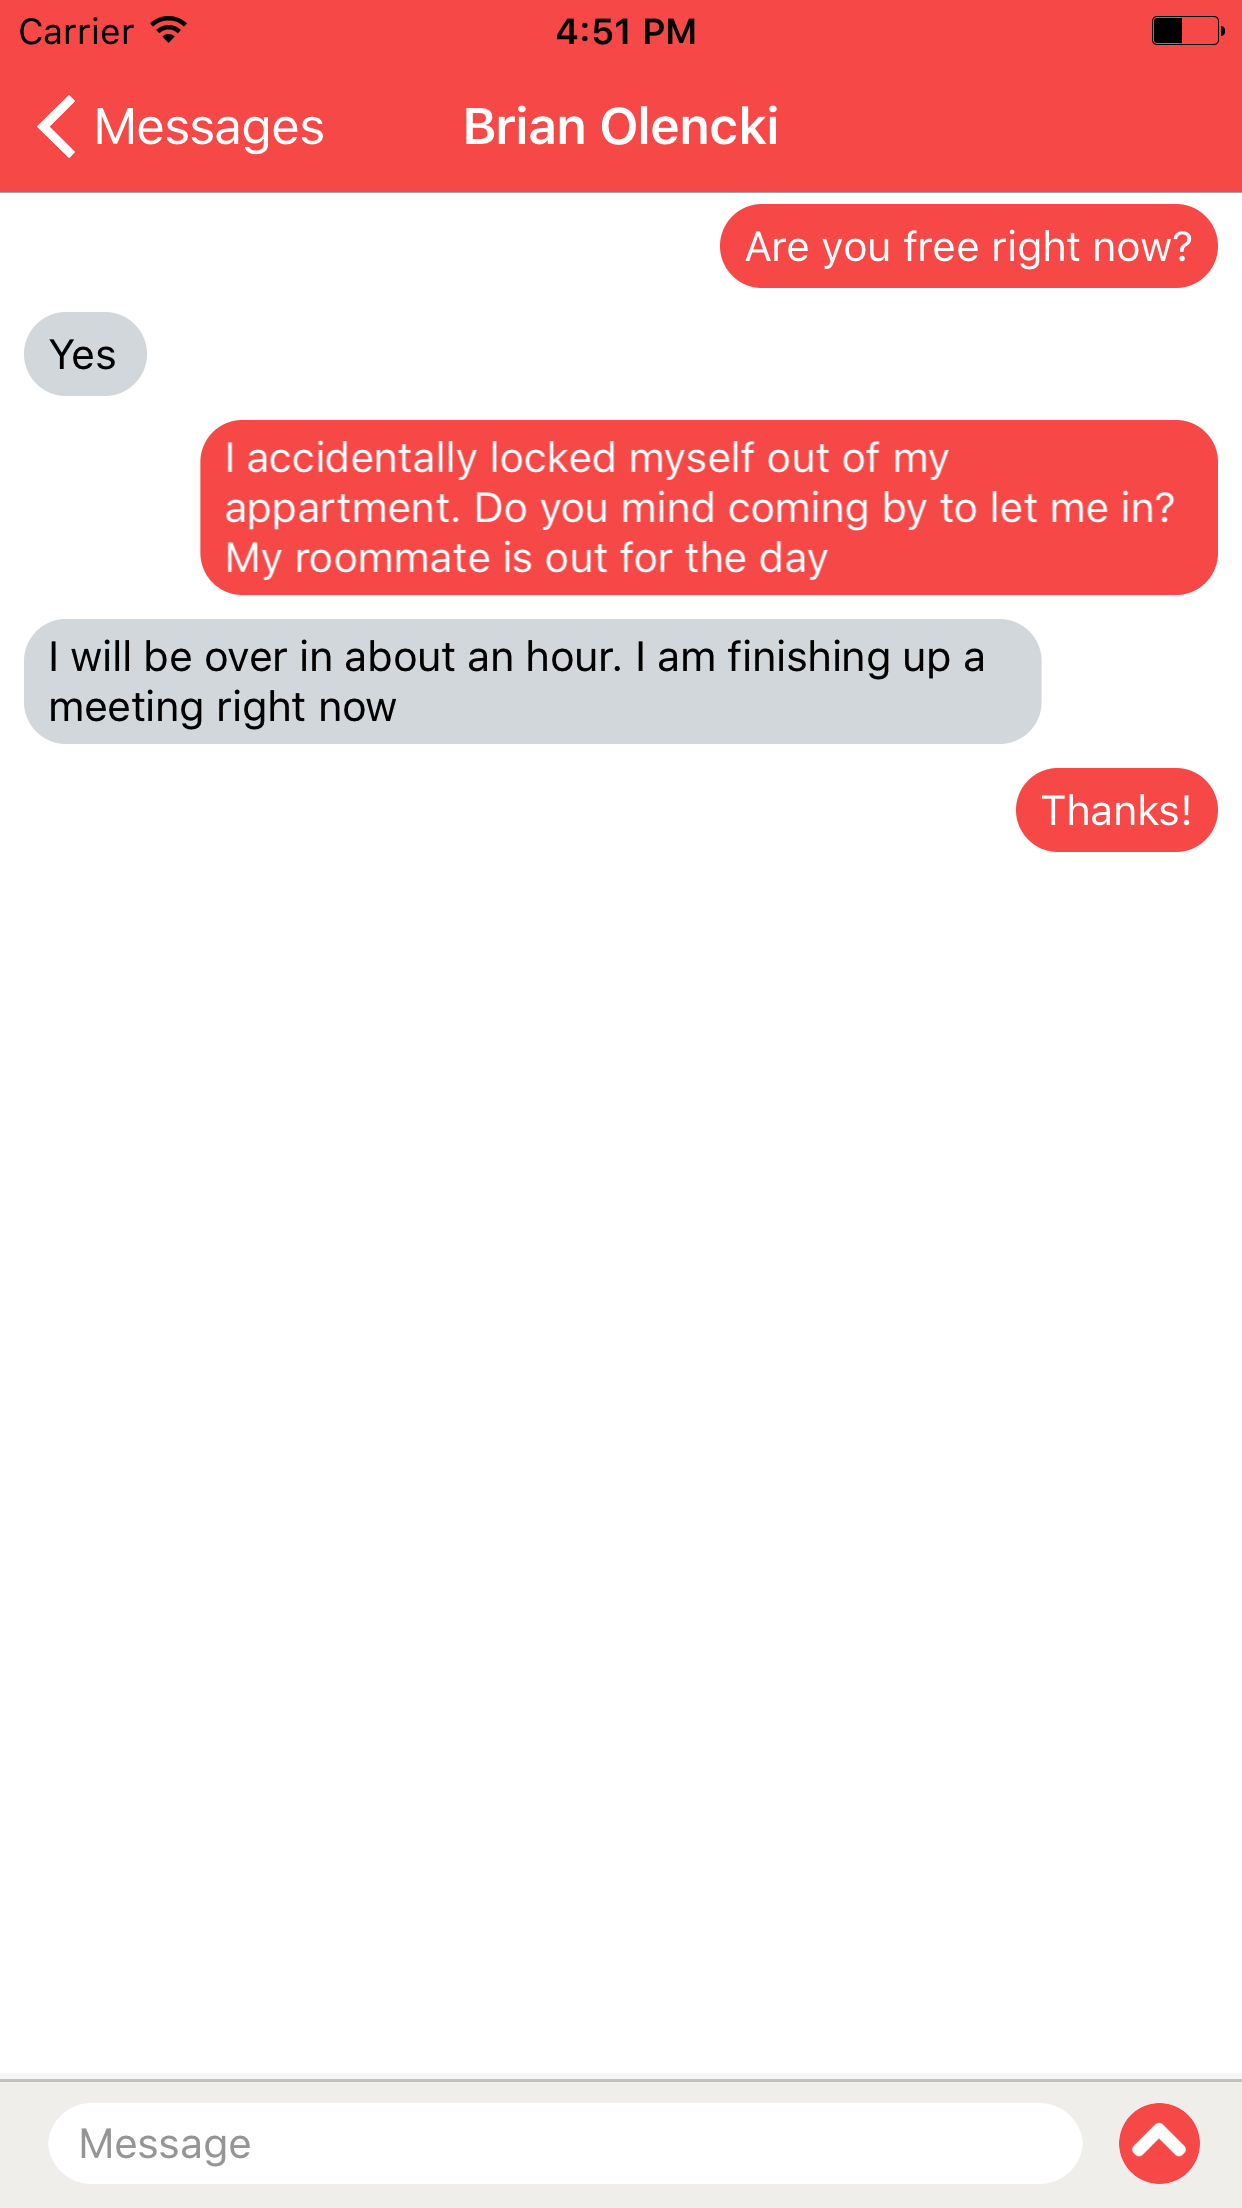 Carrier 4:51 PM
Messages Brian Olencki
Are you free right now?
Yes
I accidentally locked myself out of my
appartment. Do you mind coming by to let me in?
My roommate is out for the day
I will be over in about an hour. I am finishing up a
meeting right now
Thanks!
Message